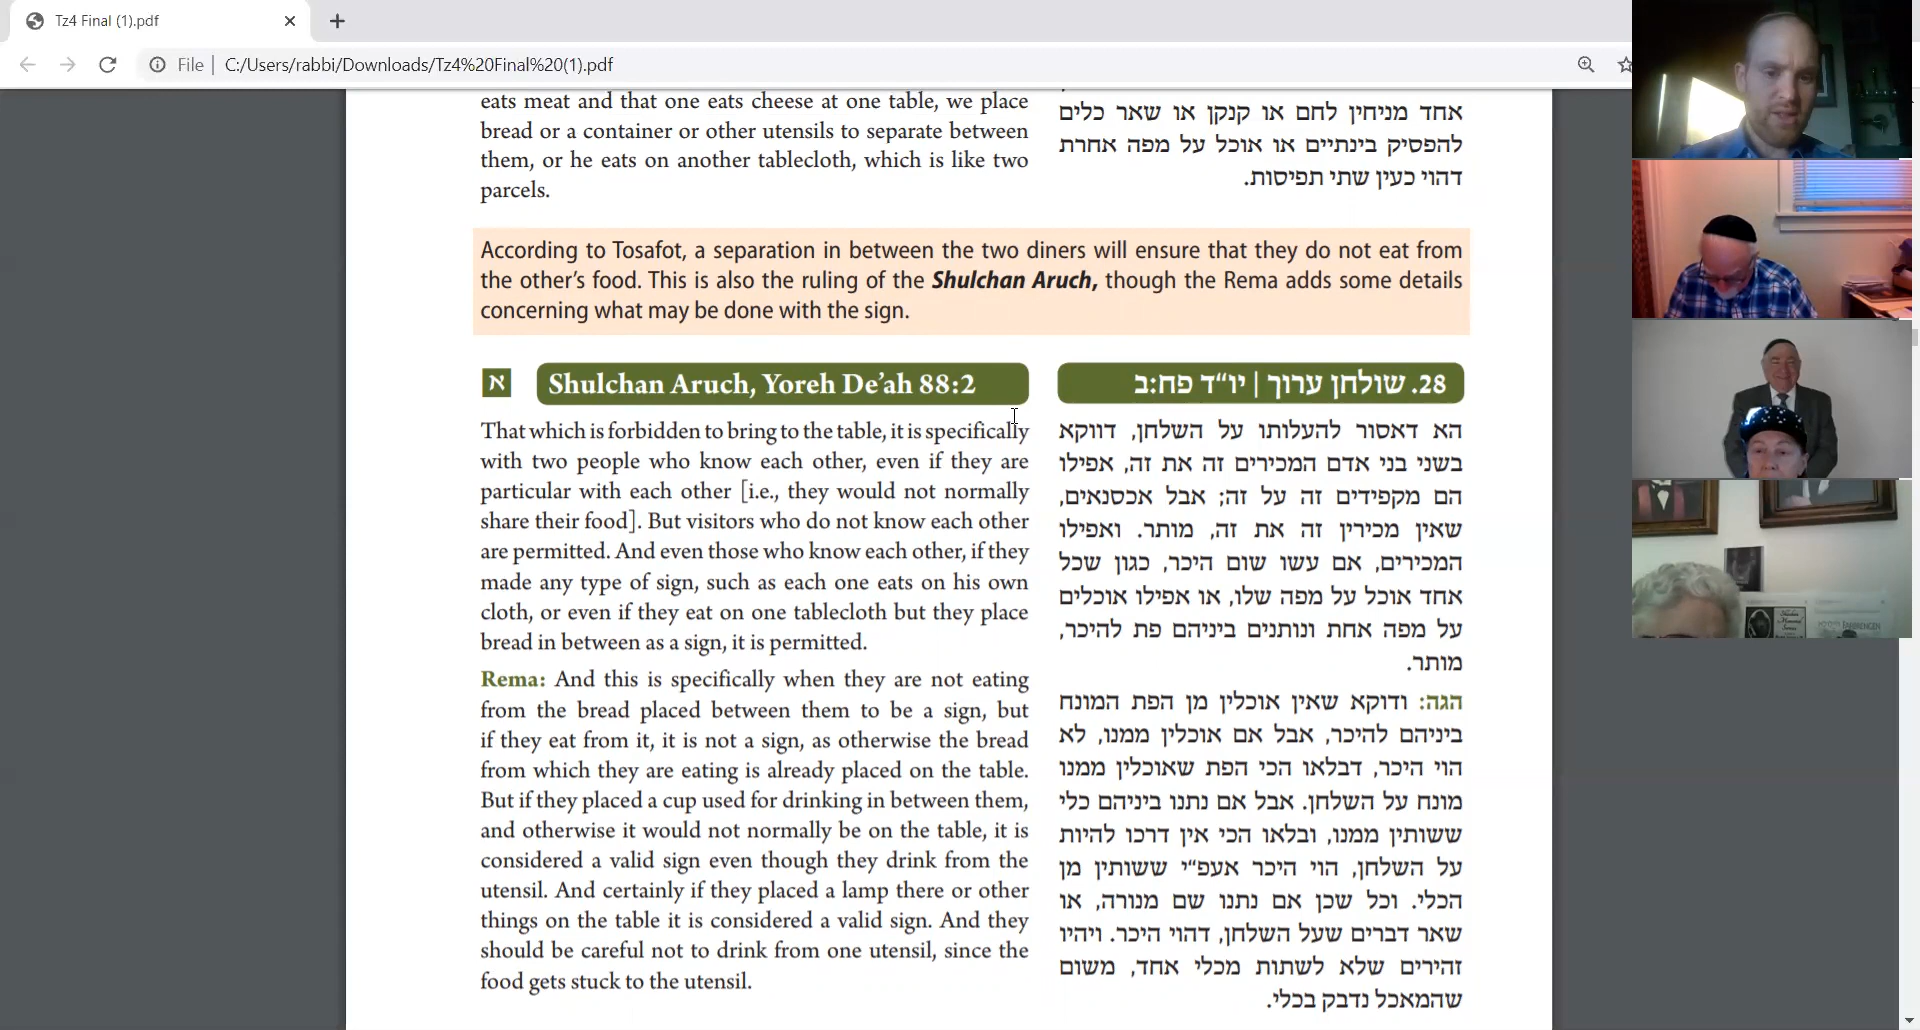 Tz4 Final (1).pdf
File | C:/Users/rabbi/Downloads/Tz4%20Final%20(1).pdf
eats meat and that one eats cheese at one table, we place
bread or a container or other utensils to separate between
them, or he eats on another tablecloth, which is like two
parcels.
אחד מניחין לחם או קנקן או שאר כלים
להפסיק בינתיים או אוכל על מפה אחרת
דהוי כעין שתי תפיסות.
According to Tosafot, a separation in between the two diners will ensure that they do not eat from
the other's food. This is also the ruling of the Shulchan Aruch, though the Rema adds some details
concerning what may be done with the sign.
א
Shulchan Aruch, Yoreh De'ah 88:2
That which is forbidden to bring to the table, it is specifically
with two people who know each other, even if they are
particular with each other [i.e., they would not normally
share their food]. But visitors who do not know each other
are permitted. And even those who know each other, if they
made any type of sign, such as each one eats on his own
cloth, or even if they eat on one tablecloth but they place
bread in between as a sign, it is permitted.
Rema: And this is specifically when they are not eating
from the bread placed between them to be a sign, but
if they eat from it, it is not a sign, as otherwise the bread
from which they are eating is already placed on the table.
But if they placed a cup used for drinking in between them,
and otherwise it would not normally be on the table, it is
considered a valid sign even though they drink from the
utensil. And certainly if they placed a lamp there or other
things on the table it is considered a valid sign. And they
should be careful not to drink from one utensil, since the
food gets stuck to the utensil.
28. שולחן ערוך | יו"ד פח:ב
הא דאסור להעלותו על השלחן, דווקא
בשני בני אדם המכירים זה את זה, אפילו
הם מקפידים זה על זה; אבל אכסנאים,
שאין מכירין זה את זה, מותר. ואפילו
המכירים, אם עשו שום היכר, כגון שכל
אחד אוכל על מפה שלו, או אפילו אוכלים
על מפה אחת ונותנים ביניהם פת להיכר,
מותר.
הגה: ודוקא שאין אוכלין מן הפת המונח
ביניהם להיכר, אבל אם אוכלין ממנו, לא
הוי היכר, דבלאו הכי הפת שאוכלין ממנו
מונח על השלחן. אבל אם נתנו ביניהם כלי
ששותין ממנו, ובלאו הכי אין דרכו להיות
על השלחן, הוי היכר אעפ"י ששותין מן
הכלי. וכל שכן אם נתנו שם מנורה, או
שאר דברים שעל השלחן, דהוי היכר. ויהיו
זהירים שלא לשתות מכלי אחד, משום
שהמאכל נדבק בכלי.